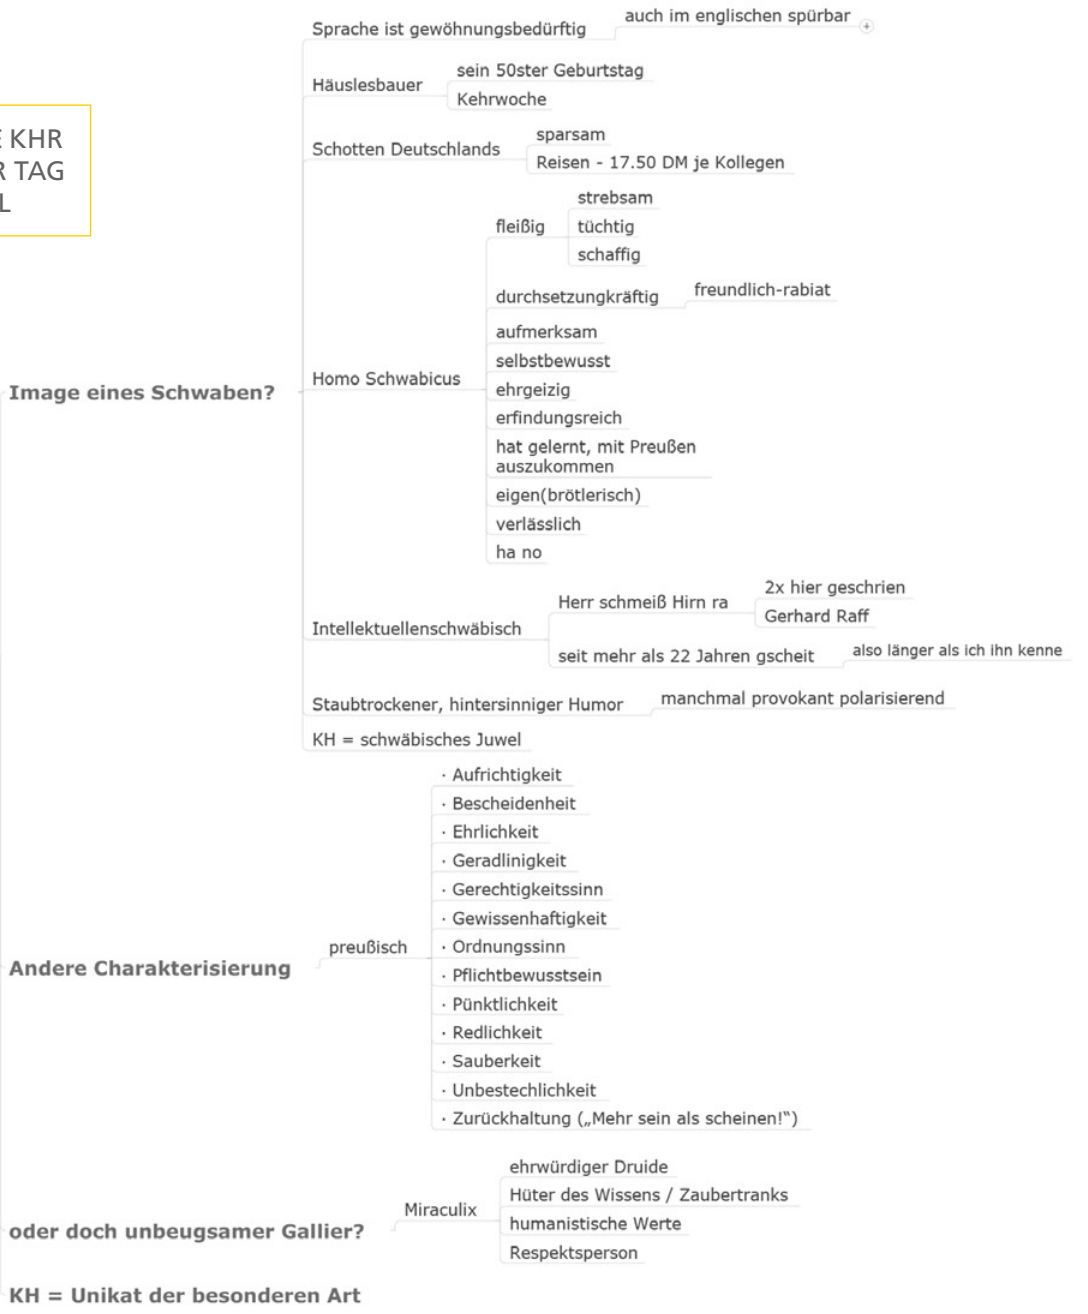 E KHR
R TAG
L
Image eines Schwaben?
Sprache ist gewöhnungsbedürftig
auch im englischen spürbar
Häuslesbauer
sein 50ster Geburtstag
Kehrwoche
Schotten Deutschlands
sparsam
Reisen - 17.50 DM je Kollegen
Homo Schwabicus
fleißig
strebsam
tüchtig
schaffig
durchsetzungkräftig
freundlich-rabiat
aufmerksam
selbstbewusst
ehrgeizig
erfindungsreich
hat gelernt, mit Preußen
auszukommen
eigen(brötlerisch)
verlässlich
ha no
Intellektuellenschwäbisch
Herr schmeiß Hirn ra
2x hier geschrien
Gerhard Raff
seit mehr als 22 Jahren gscheit
also länger als ich ihn kenne
Staubtrockener, hintersinniger Humor
manchmal provokant polarisierend
KH = schwäbisches Juwel
Andere Charakterisierung
preußisch
· Aufrichtigkeit
· Bescheidenheit
· Ehrlichkeit
· Geradlinigkeit
· Gerechtigkeitssinn
· Gewissenhaftigkeit
· Ordnungssinn
· Pflichtbewusstsein
· Pünktlichkeit
· Redlichkeit
· Sauberkeit
· Unbestechlichkeit
· Zurückhaltung („Mehr sein als scheinen!“)
oder doch unbeugsamer Gallier?
Miraculix
ehrwürdiger Druide
Hüter des Wissens / Zaubertranks
humanistische Werte
Respektsperson
KH = Unikat der besonderen Art